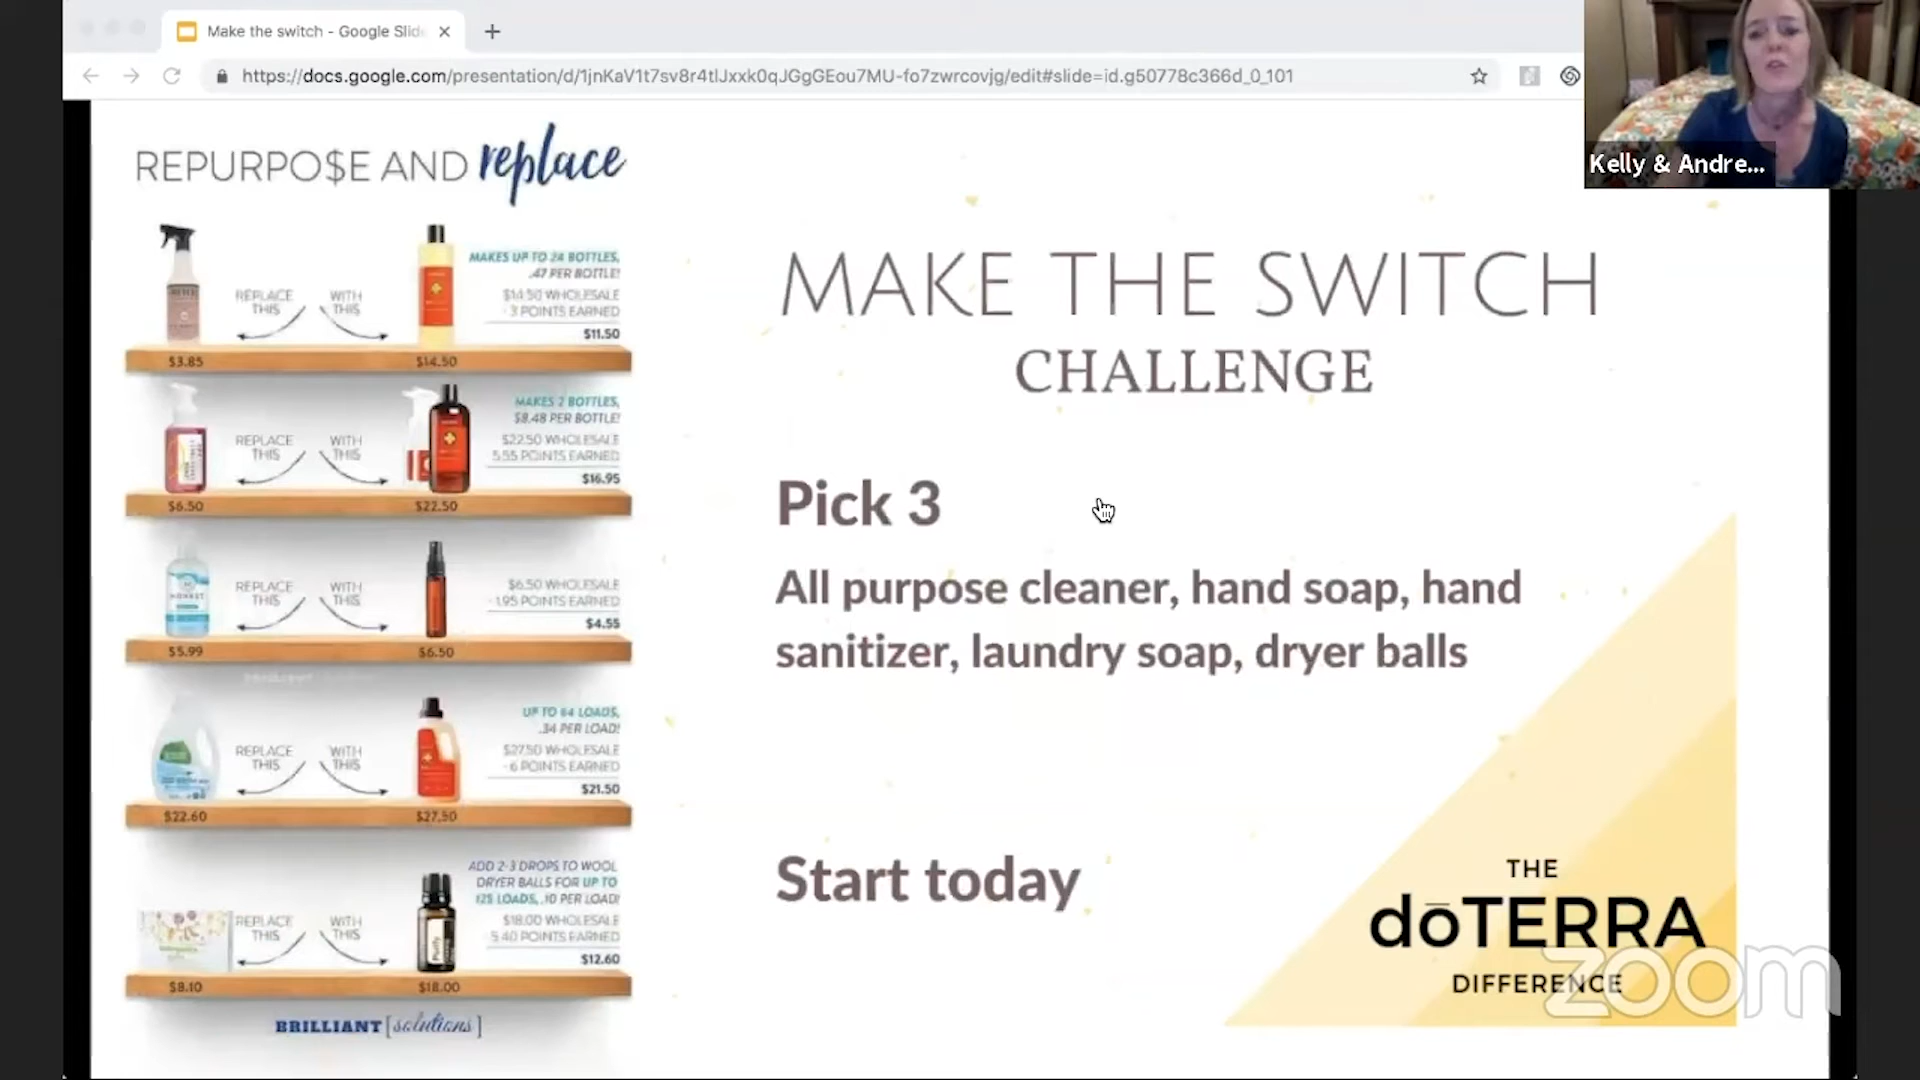 Make the switch - Google Slid
https://docs.google.com/presentation/d/1jnKaV1t7sv8r4tlJxxk0qJGgGEou7MU-fo7zwrcovjg/edit#slide=id.g50778c366d_0_101
Kelly & Andre...
REPURPO$E AND replace
MAKES UP TO 24 BOTTLES,
.47 PER BOTTLE!
REPLACE THIS
WITH THIS
$14.50 WHOLESALE
- 3 POINTS EARNED
$11.50
$3.85
$14.50
MAKES 2 BOTTLES,
$8.48 PER BOTTLE!
REPLACE THIS
WITH THIS
$22.50 WHOLESALE
5.55 POINTS EARNED
$16.95
$6.50
$22.50
REPLACE THIS
WITH THIS
HONEST
$6.50 WHOLESALE
- 1.95 POINTS EARNED
$4.55
$5.99
$6.50
UP TO 64 LOADS,
.34 PER LOAD!
REPLACE THIS
WITH THIS
$27.50 WHOLESALE
- 6 POINTS EARNED
$21.50
$22.60
$27.50
ADD 2-3 DROPS TO WOOL
DRYER BALLS FOR UP TO
125 LOADS, .10 PER LOAD!
REPLACE THIS
WITH THIS
Purify
$18.00 WHOLESALE
- 5.40 POINTS EARNED
$12.60
$8.10
$18.00
BRILLIANT [solutions]
MAKE THE SWITCH
CHALLENGE
Pick 3
All purpose cleaner, hand soap, hand
sanitizer, laundry soap, dryer balls
Start today
THE
dōTERRA
DIFFERENCE
zoom